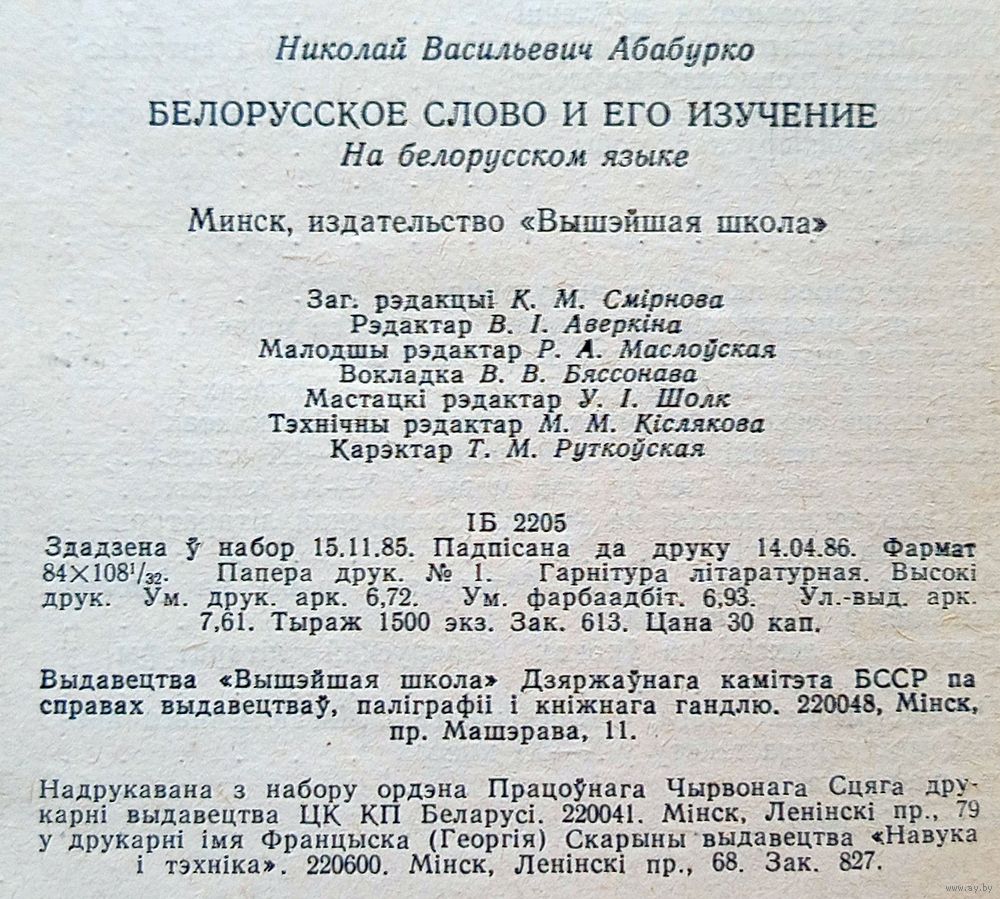 Николай Васильевич Абабурко
БЕЛОРУССКОЕ СЛОВО И ЕГО ИЗУЧЕНИЕ
На белорусском языке
Минск, издательство «Вышэйшая школа»
Заг. рэдакцыі К. М. Смірнова
Рэдактар В. І. Аверкіна
Малодшы рэдактар Р. А. Маслоўская
Вокладка В. В. Бяссонава
Мастацкі рэдактар У. І. Шолк
Тэхнічны рэдактар М. М. Кіслякова
Карэктар Т. М. Руткоўская
ІБ 2205
Здадзена ў набор 15.11.85. Падпісана да друку 14.04.86. Фармат
84×108¹/₃₂. Папера друк. № 1. Гарнітура літаратурная. Высокі
друк. Ум. друк. арк. 6,72. Ум. фарбаадбіт. 6,93. Ул.-выд. арк.
7,61. Тыраж 1500 экз. Зак. 613. Цана 30 кап.
Выдавецтва «Вышэйшая школа» Дзяржаўнага камітэта БССР па
справах выдавецтваў, паліграфіі і кніжнага гандлю. 220048, Мінск,
пр. Машэрава, 11.
Надрукавана з набору ордэна Працоўнага Чырвонага Сцяга дру-
карні выдавецтва ЦК КП Беларусі. 220041. Мінск, Ленінскі пр., 79
у друкарні імя Францыска (Георгія) Скарыны выдавецтва «Навука
і тэхніка». 220600. Мінск, Ленінскі пр., 68. Зак. 827.
www.ay.by